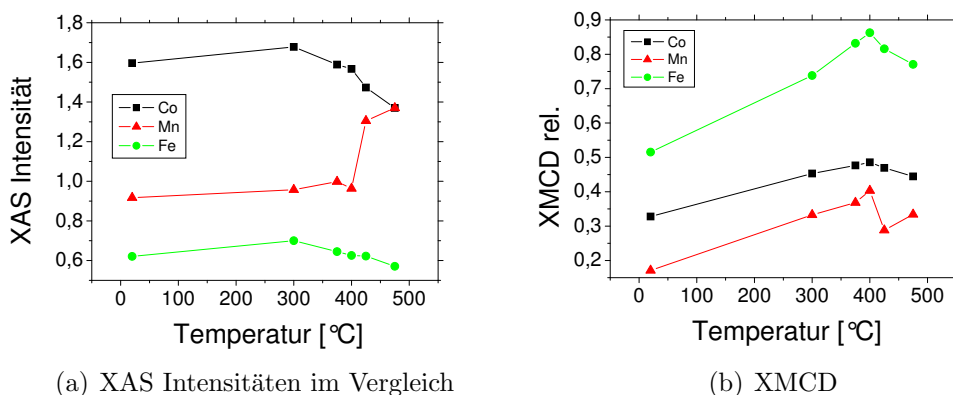 1,8
1,6
1,4
1,2
1,0
0,8
0,6
XAS Intensität
Co
Mn
Fe
0 100 200 300 400 500
Temperatur [°C]
(a) XAS Intensitäten im Vergleich
0,9
0,8
0,7
0,6
0,5
0,4
0,3
0,2
XMCD rel.
Co
Mn
Fe
0 100 200 300 400 500
Temperatur [°C]
(b) XMCD